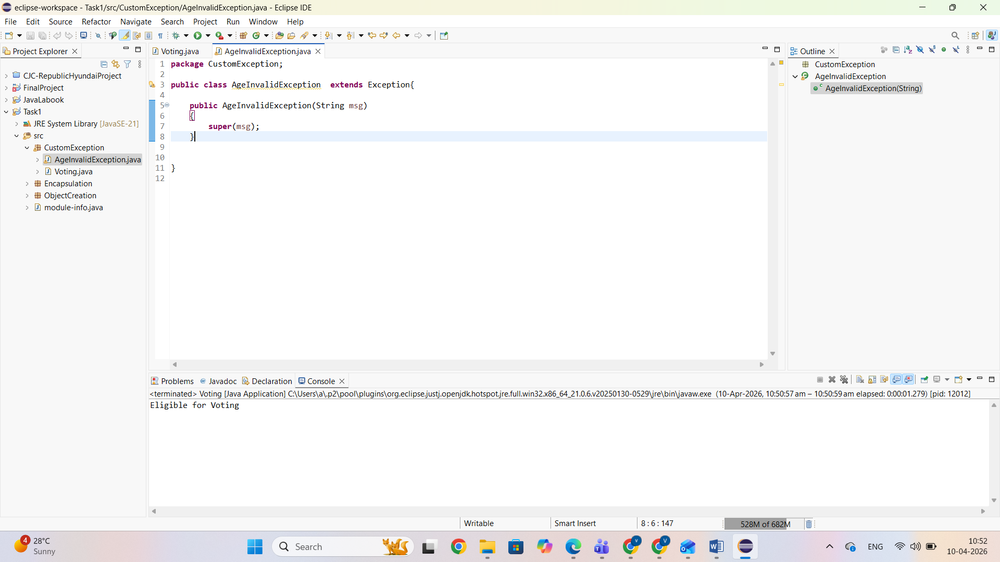 eclipse-workspace - Task1/src/CustomException/AgeInvalidException.java - Eclipse IDE
File Edit Source Refactor Navigate Search Project Run Window Help
Project Explorer
CJC-RepublicHyundaiProject
FinalProject
JavaLabook
Task1
JRE System Library [JavaSE-21]
src
CustomException
AgeInvalidException.java
Voting.java
Encapsulation
ObjectCreation
module-info.java
Voting.java AgeInvalidException.java
1 package CustomException;
2
3 public class AgeInvalidException extends Exception{
4
5 public AgeInvalidException(String msg)
6 {
7 super(msg);
8 }
9
10
11 }
12
Outline
CustomException
AgeInvalidException
AgeInvalidException(String)
Problems Javadoc Declaration Console
<terminated> Voting [Java Application] C:\Users\a\.p2\pool\plugins\org.eclipse.justj.openjdk.hotspot.jre.full.win32.x86_64_21.0.6.v20250130-0529\jre\bin\javaw.exe (10-Apr-2026, 10:50:57 am – 10:50:59 am elapsed: 0:00:01.279) [pid: 12012]
Eligible for Voting
Writable Smart Insert 8 : 6 : 147 528M of 682M
4
28°C
Sunny
Search
ENG
10:52
10-04-2026